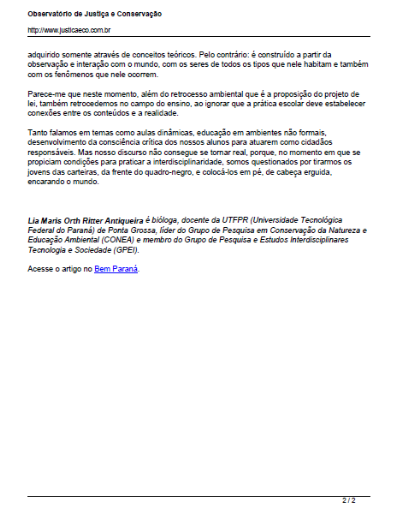 Observatório de Justiça e Conservação
http://www.justicaeco.com.br
adquirido somente através de conceitos teóricos. Pelo contrário: é construído a partir da
observação e interação com o mundo, com os seres de todos os tipos que nele habitam e também
com os fenômenos que nele ocorrem.
Parece-me que neste momento, além do retrocesso ambiental que é a proposição do projeto de
lei, também retrocedemos no campo do ensino, ao ignorar que a prática escolar deve estabelecer
conexões entre os conteúdos e a realidade.
Tanto falamos em temas como aulas dinâmicas, educação em ambientes não formais,
desenvolvimento da consciência crítica dos nossos alunos para atuarem como cidadãos
responsáveis. Mas nosso discurso não consegue se tornar real, porque, no momento em que se
propiciam condições para praticar a interdisciplinaridade, somos questionados por tirarmos os
jovens das carteiras, da frente do quadro-negro, e colocá-los em pé, de cabeça erguida,
encarando o mundo.
Lia Maris Orth Ritter Antiqueira é bióloga, docente da UTFPR (Universidade Tecnológica
Federal do Paraná) de Ponta Grossa, líder do Grupo de Pesquisa em Conservação da Natureza e
Educação Ambiental (CONEA) e membro do Grupo de Pesquisa e Estudos Interdisciplinares
Tecnologia e Sociedade (GPEI).
Acesse o artigo no Bem Paraná.
2 / 2